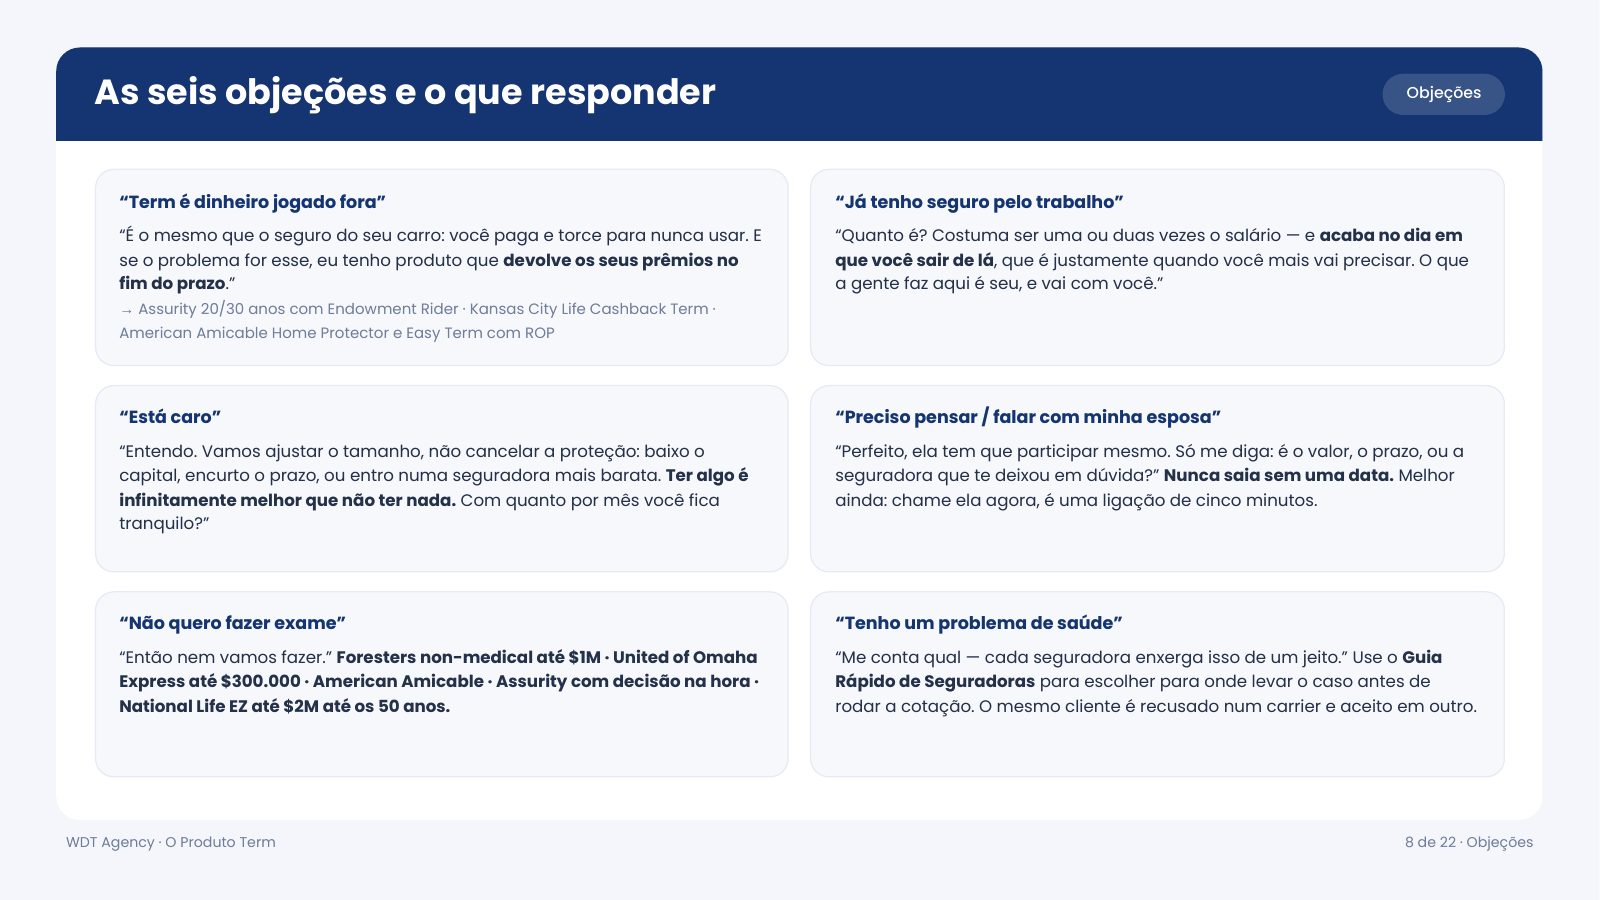 As seis objeções e o que responder
Objeções
“Term é dinheiro jogado fora”
“É o mesmo que o seguro do seu carro: você paga e torce para nunca usar. E
se o problema for esse, eu tenho produto que devolve os seus prêmios no
fim do prazo.”
→ Assurity 20/30 anos com Endowment Rider · Kansas City Life Cashback Term ·
American Amicable Home Protector e Easy Term com ROP
“Já tenho seguro pelo trabalho”
“Quanto é? Costuma ser uma ou duas vezes o salário — e acaba no dia em
que você sair de lá, que é justamente quando você mais vai precisar. O que
a gente faz aqui é seu, e vai com você.”
“Está caro”
“Entendo. Vamos ajustar o tamanho, não cancelar a proteção: baixo o
capital, encurto o prazo, ou entro numa seguradora mais barata. Ter algo é
infinitamente melhor que não ter nada. Com quanto por mês você fica
tranquilo?”
“Preciso pensar / falar com minha esposa”
“Perfeito, ela tem que participar mesmo. Só me diga: é o valor, o prazo, ou a
seguradora que te deixou em dúvida?” Nunca saia sem uma data. Melhor
ainda: chame ela agora, é uma ligação de cinco minutos.
“Não quero fazer exame”
“Então nem vamos fazer.” Foresters non-medical até $1M · United of Omaha
Express até $300.000 · American Amicable · Assurity com decisão na hora ·
National Life EZ até $2M até os 50 anos.
“Tenho um problema de saúde”
“Me conta qual — cada seguradora enxerga isso de um jeito.” Use o Guia
Rápido de Seguradoras para escolher para onde levar o caso antes de
rodar a cotação. O mesmo cliente é recusado num carrier e aceito em outro.
WDT Agency · O Produto Term
8 de 22 · Objeções